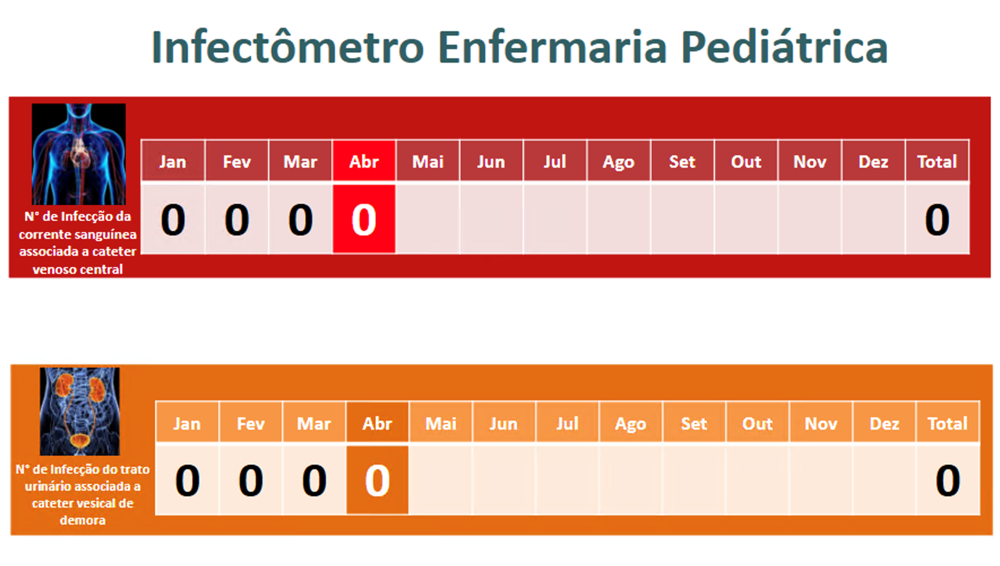 Infectômetro Enfermaria Pediátrica
Jan Fev Mar Abr Mai Jun Jul Ago Set Out Nov Dez Total
0 0 0 0 0
N° de Infecção da
corrente sanguínea
associada a cateter
venoso central
Jan Fev Mar Abr Mai Jun Jul Ago Set Out Nov Dez Total
0 0 0 0 0
N° de Infecção do trato
urinário associada a
cateter vesical de
demora